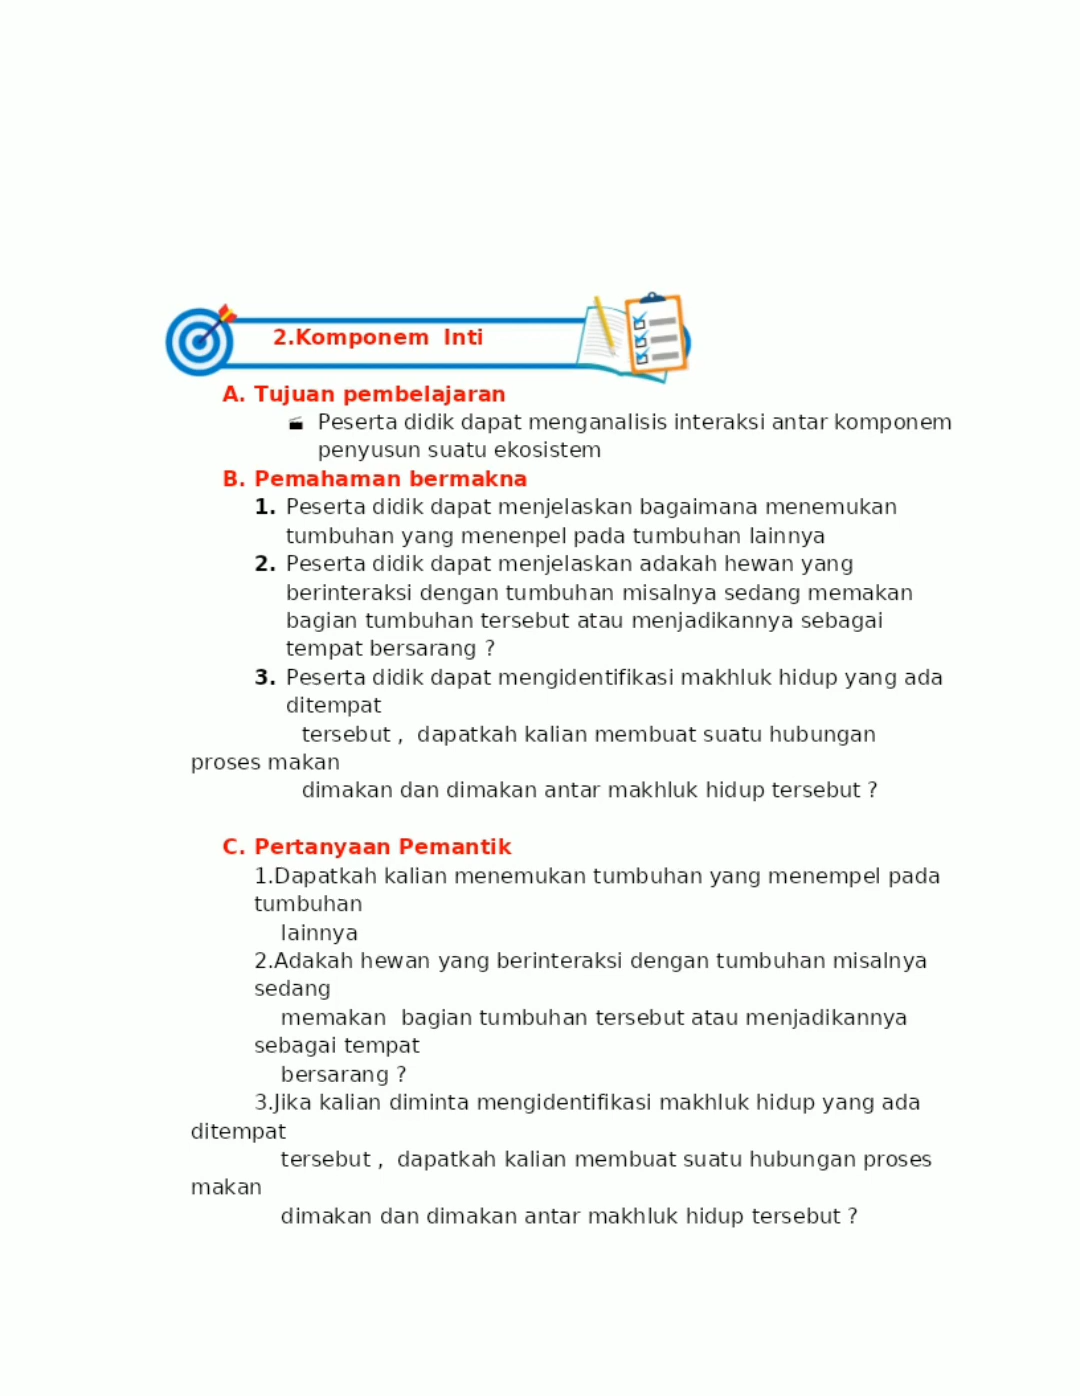 2.Komponem  Inti
A. Tujuan pembelajaran
Peserta didik dapat menganalisis interaksi antar komponem
penyusun suatu ekosistem
B. Pemahaman bermakna
1. Peserta didik dapat menjelaskan bagaimana menemukan
tumbuhan yang menenpel pada tumbuhan lainnya
2. Peserta didik dapat menjelaskan adakah hewan yang
berinteraksi dengan tumbuhan misalnya sedang memakan
bagian tumbuhan tersebut atau menjadikannya sebagai
tempat bersarang ?
3. Peserta didik dapat mengidentifikasi makhluk hidup yang ada
ditempat
tersebut ,  dapatkah kalian membuat suatu hubungan
proses makan
dimakan dan dimakan antar makhluk hidup tersebut ?
C. Pertanyaan Pemantik
1.Dapatkah kalian menemukan tumbuhan yang menempel pada
tumbuhan
lainnya
2.Adakah hewan yang berinteraksi dengan tumbuhan misalnya
sedang
memakan  bagian tumbuhan tersebut atau menjadikannya
sebagai tempat
bersarang ?
3.Jika kalian diminta mengidentifikasi makhluk hidup yang ada
ditempat
tersebut ,  dapatkah kalian membuat suatu hubungan proses
makan
dimakan dan dimakan antar makhluk hidup tersebut ?